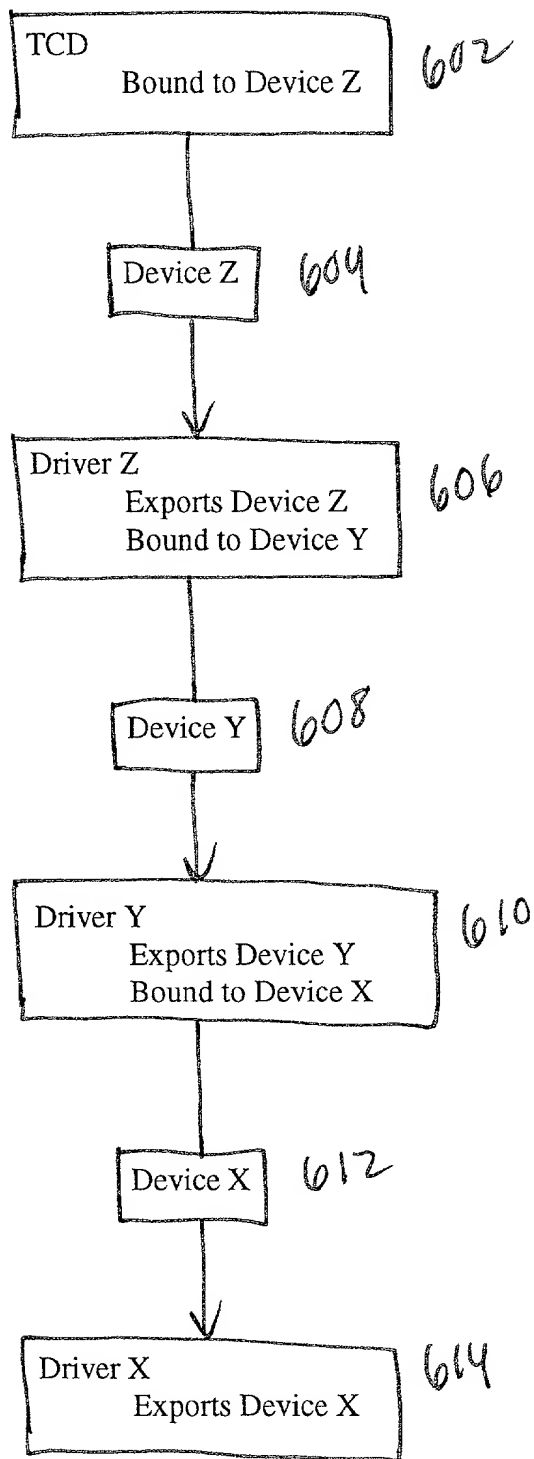 TCD
602
Bound to Device Z
Device Z
604
Driver Z
606
Exports Device Z
Bound to Device Y
Device Y
608
Driver Y
610
Exports Device Y
Bound to Device X
Device X
612
Driver X
614
Exports Device X